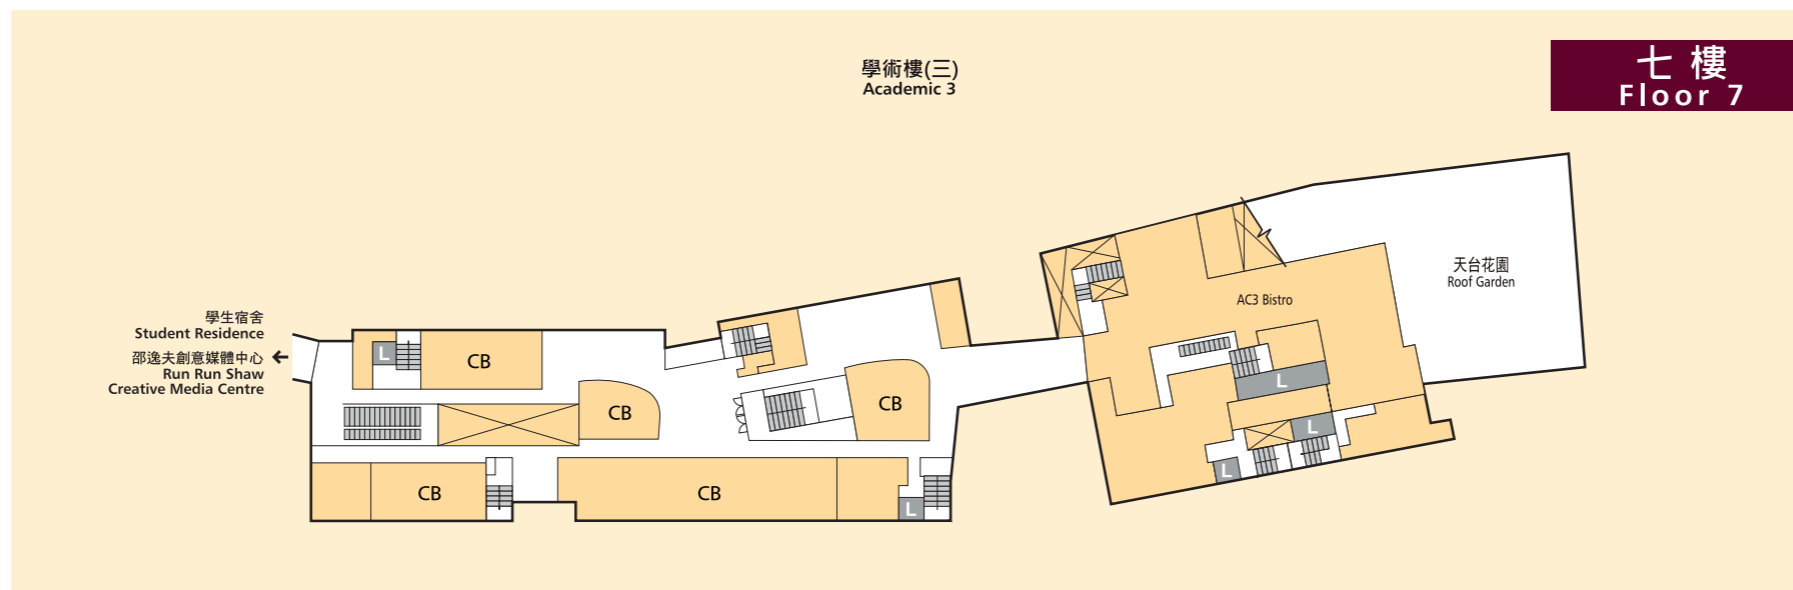 學術樓(三)
Academic 3
七樓
Floor 7
天台花園
Roof Garden
AC3 Bistro
學生宿舍
Student Residence
邵逸夫創意媒體中心
Run Run Shaw
Creative Media Centre
L
CB
CB
CB
CB
CB
L
L
L
L